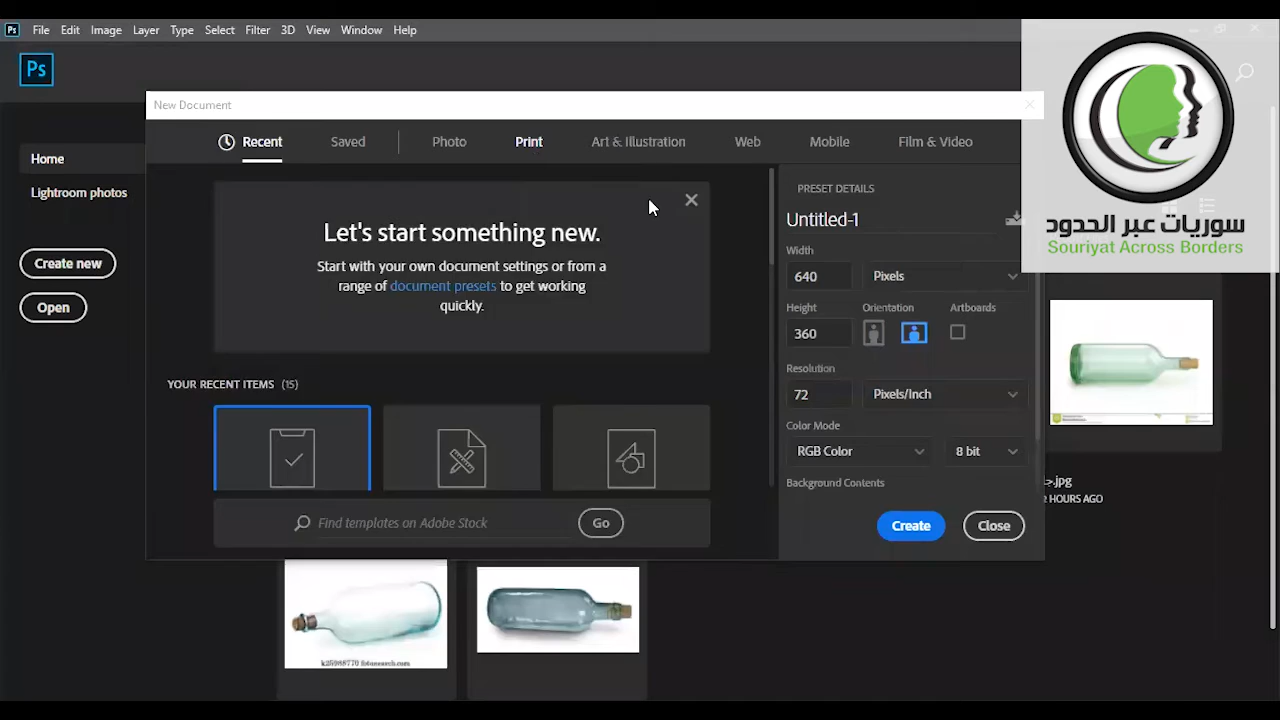 Ps
File Edit Image Layer Type Select Filter 3D View Window Help
Ps
New Document
Recent Saved Photo Print Art & Illustration Web Mobile Film & Video
Home
Lightroom photos
Create new
Open
Let's start something new.
Start with your own document settings or from a
range of document presets to get working
quickly.
YOUR RECENT ITEMS (15)
Find templates on Adobe Stock
Go
PRESET DETAILS
Untitled-1
Width
640 Pixels
Height Orientation Artboards
360
Resolution
72 Pixels/Inch
Color Mode
RGB Color 8 bit
Background Contents
Create Close
سوريات عبر الحدود
Souriyat Across Borders
.jpg
2 HOURS AGO
k25988770 fotosearch.com